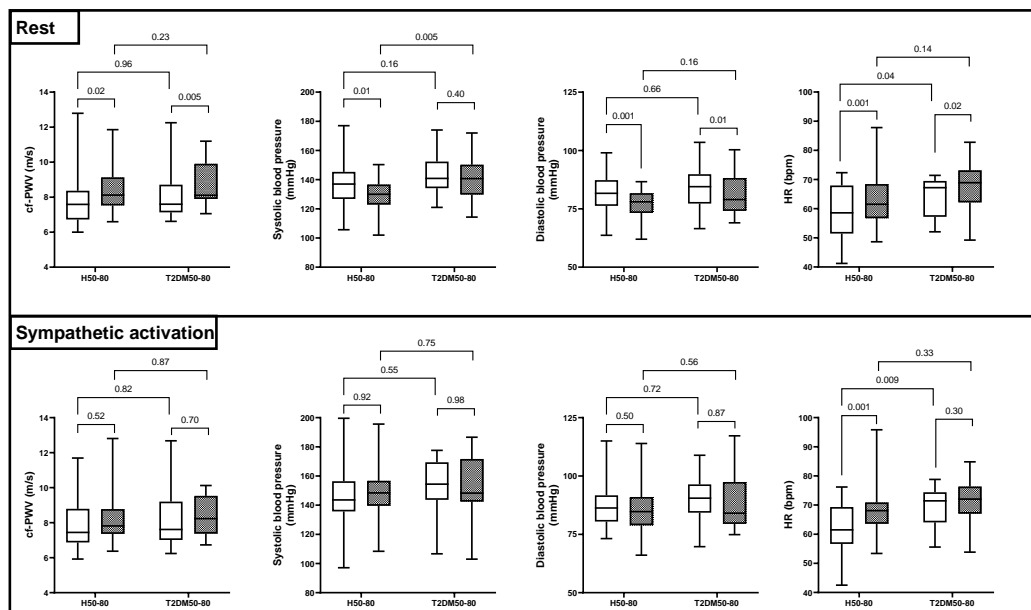 Rest
0.23
0.96
0.02
0.005
14
12
10
8
6
4
cf-PWV (m/s)
H50-80
T2DM50-80
0.005
0.16
0.01
0.40
200
180
160
140
120
100
80
Systolic blood pressure
(mmHg)
H50-80
T2DM50-80
0.16
0.66
0.001
0.01
125
100
75
50
Diastolic blood pressure
(mmHg)
H50-80
T2DM50-80
0.14
0.04
0.001
0.02
100
90
80
70
60
50
40
HR (bpm)
H50-80
T2DM50-80
Sympathetic activation
0.87
0.82
0.52
0.70
14
12
10
8
6
4
cf-PWV (m/s)
H50-80
T2DM50-80
0.75
0.55
0.92
0.98
200
180
160
140
120
100
80
Systolic blood pressure
(mmHg)
H50-80
T2DM50-80
0.56
0.72
0.50
0.87
125
100
75
50
Diastolic blood pressure
(mmHg)
H50-80
T2DM50-80
0.33
0.009
0.001
0.30
100
90
80
70
60
50
40
HR (bpm)
H50-80
T2DM50-80